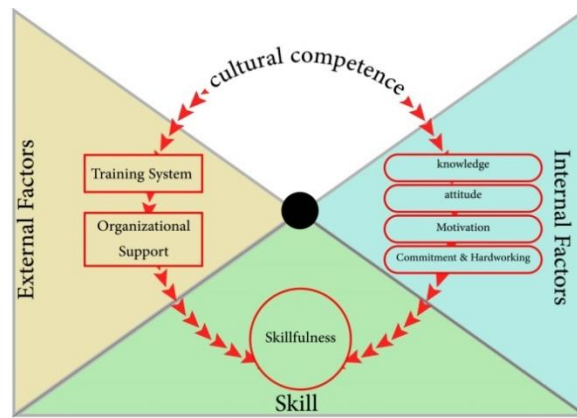 cultural competence
External Factors
Training System
Organizational
Support
knowledge
attitude
Motivation
Commitment & Hardworking
Internal Factors
Skillfulness
Skill